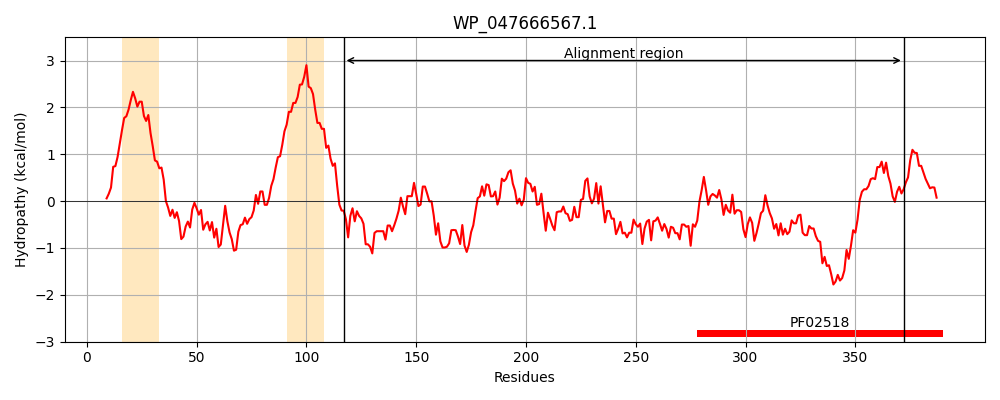 WP_047666567.1
Alignment region
3
2
1
0
−1
−2
−3
Hydropathy (kcal/mol)
PF02518
0 50 100 150 200 250 300 350
Residues